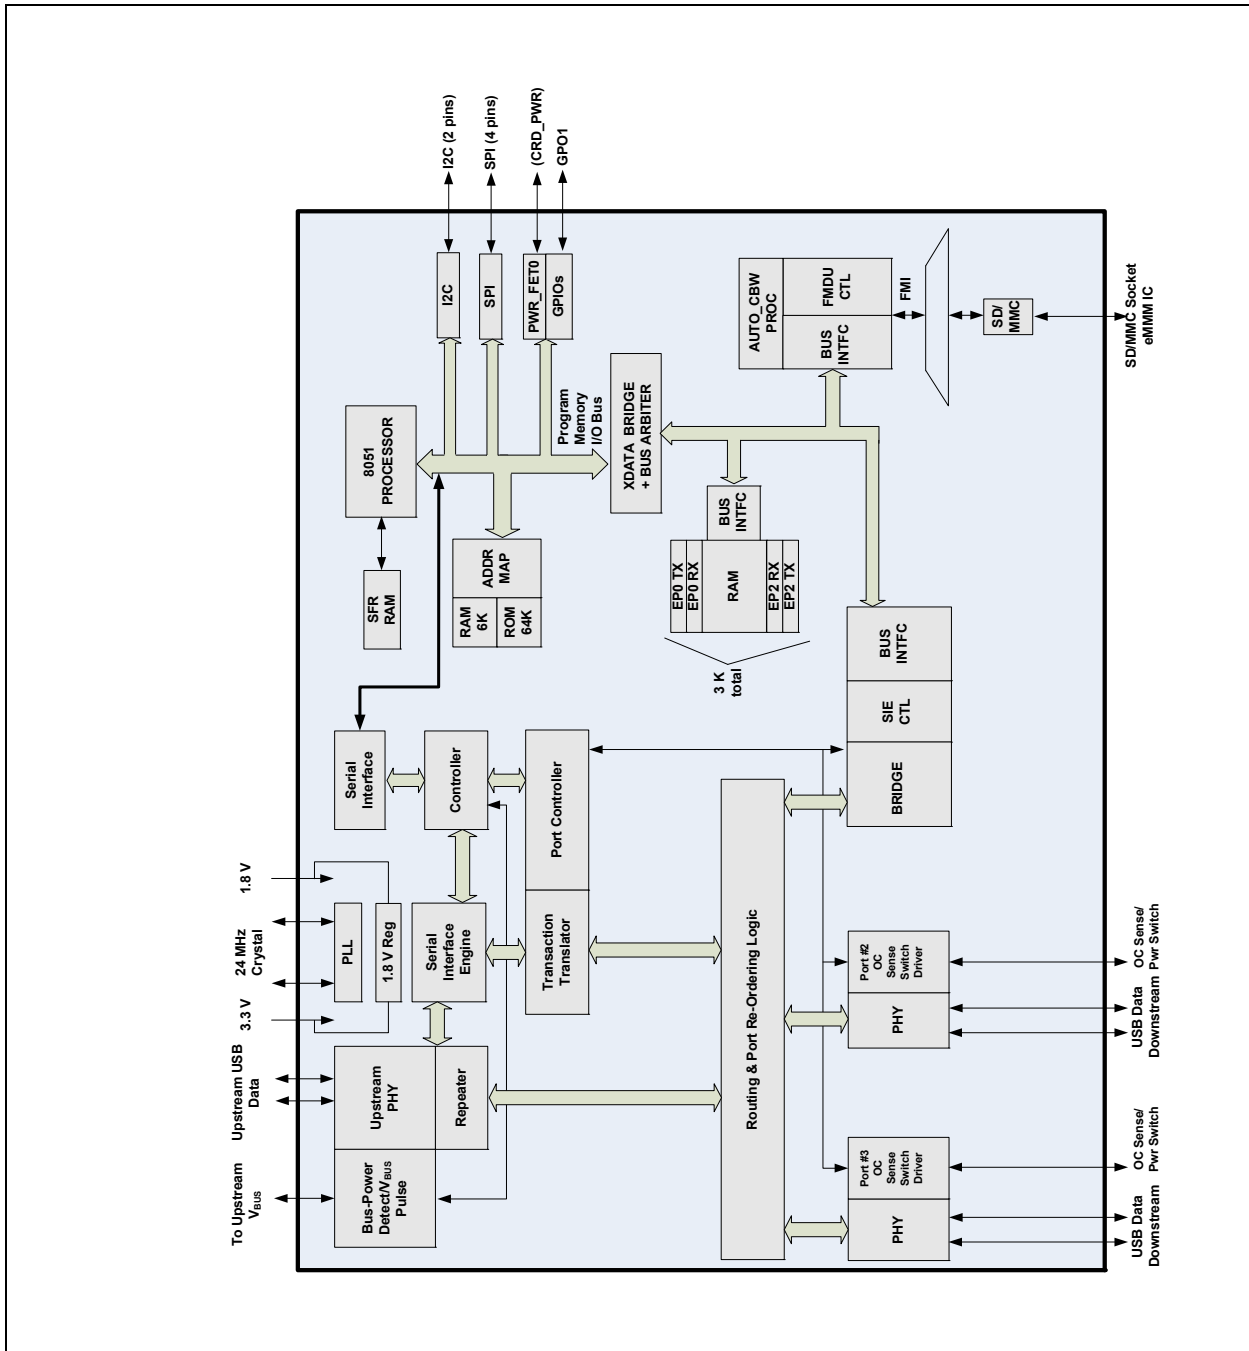 To Upstream
VBUS
Upstream USB
Data
3.3 V
24 MHz
Crystal
1.8 V
Bus-Power
Detect/VBUS
Pulse
Upstream
PHY
Repeater
PLL
1.8 V Reg
Serial
Interface
Engine
Serial
Interface
Controller
Transaction
Translator
Port Controller
SFR
RAM
8051
PROCESSOR
I2C (2 pins)
I2C
SPI (4 pins)
SPI
(CRD_PWR)
PWR_FET0
GPO1
GPIOs
ADDR
MAP
RAM
6K
ROM
64K
Program
Memory
I/O Bus
XDATA BRIDGE
+ BUS ARBITER
BUS
INTFC
EP0 TX
EP0 RX
RAM
EP2 RX
EP2 TX
3 K
total
AUTO_CBW
PROC
FMDU
CTL
BUS
INTFC
FMI
SD/
MMC
SD/MMC Socket
eMMM IC
Routing & Port Re-Ordering Logic
BUS
INTFC
SIE
CTL
BRIDGE
Port #2
OC
Sense
Switch
Driver
PHY
OC Sense/
Pwr Switch
USB Data
Downstream
Port #3
OC
Sense
Switch
Driver
PHY
OC Sense/
Pwr Switch
USB Data
Downstream